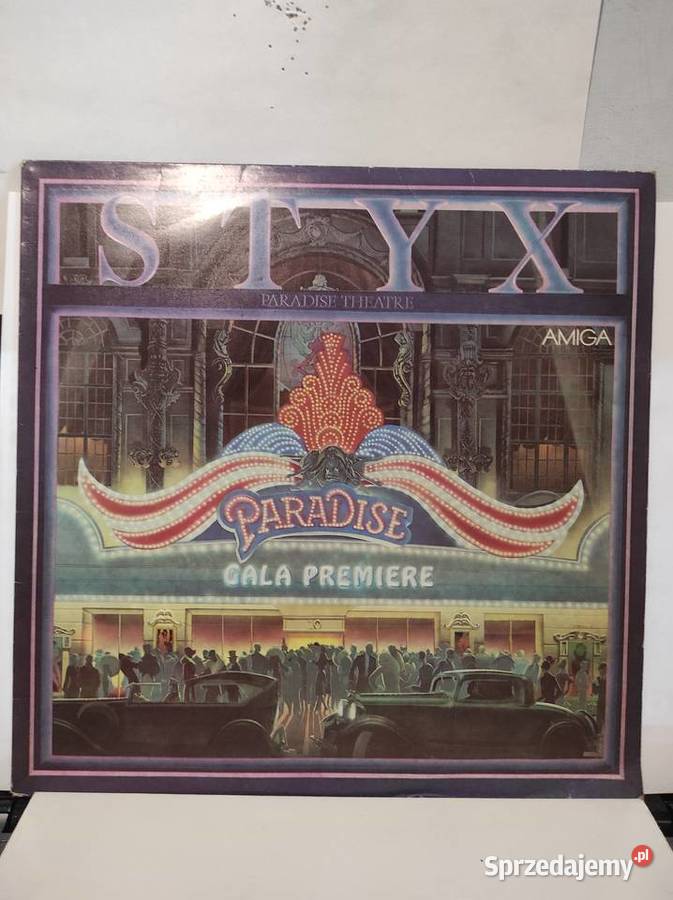 STYX
PARADISE THEATRE
AMIGA
PARADISE
GALA PREMIERE
Sprzedajemy.pl